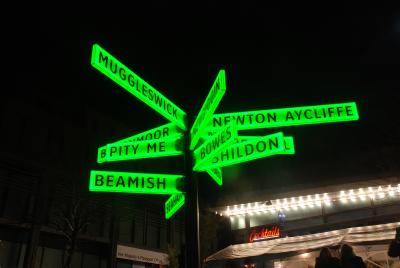 MUGGLESWICK
NEWTON AYCLIFFE
BOWES
SHILDON
PITY ME
BEAMISH
Cocktails